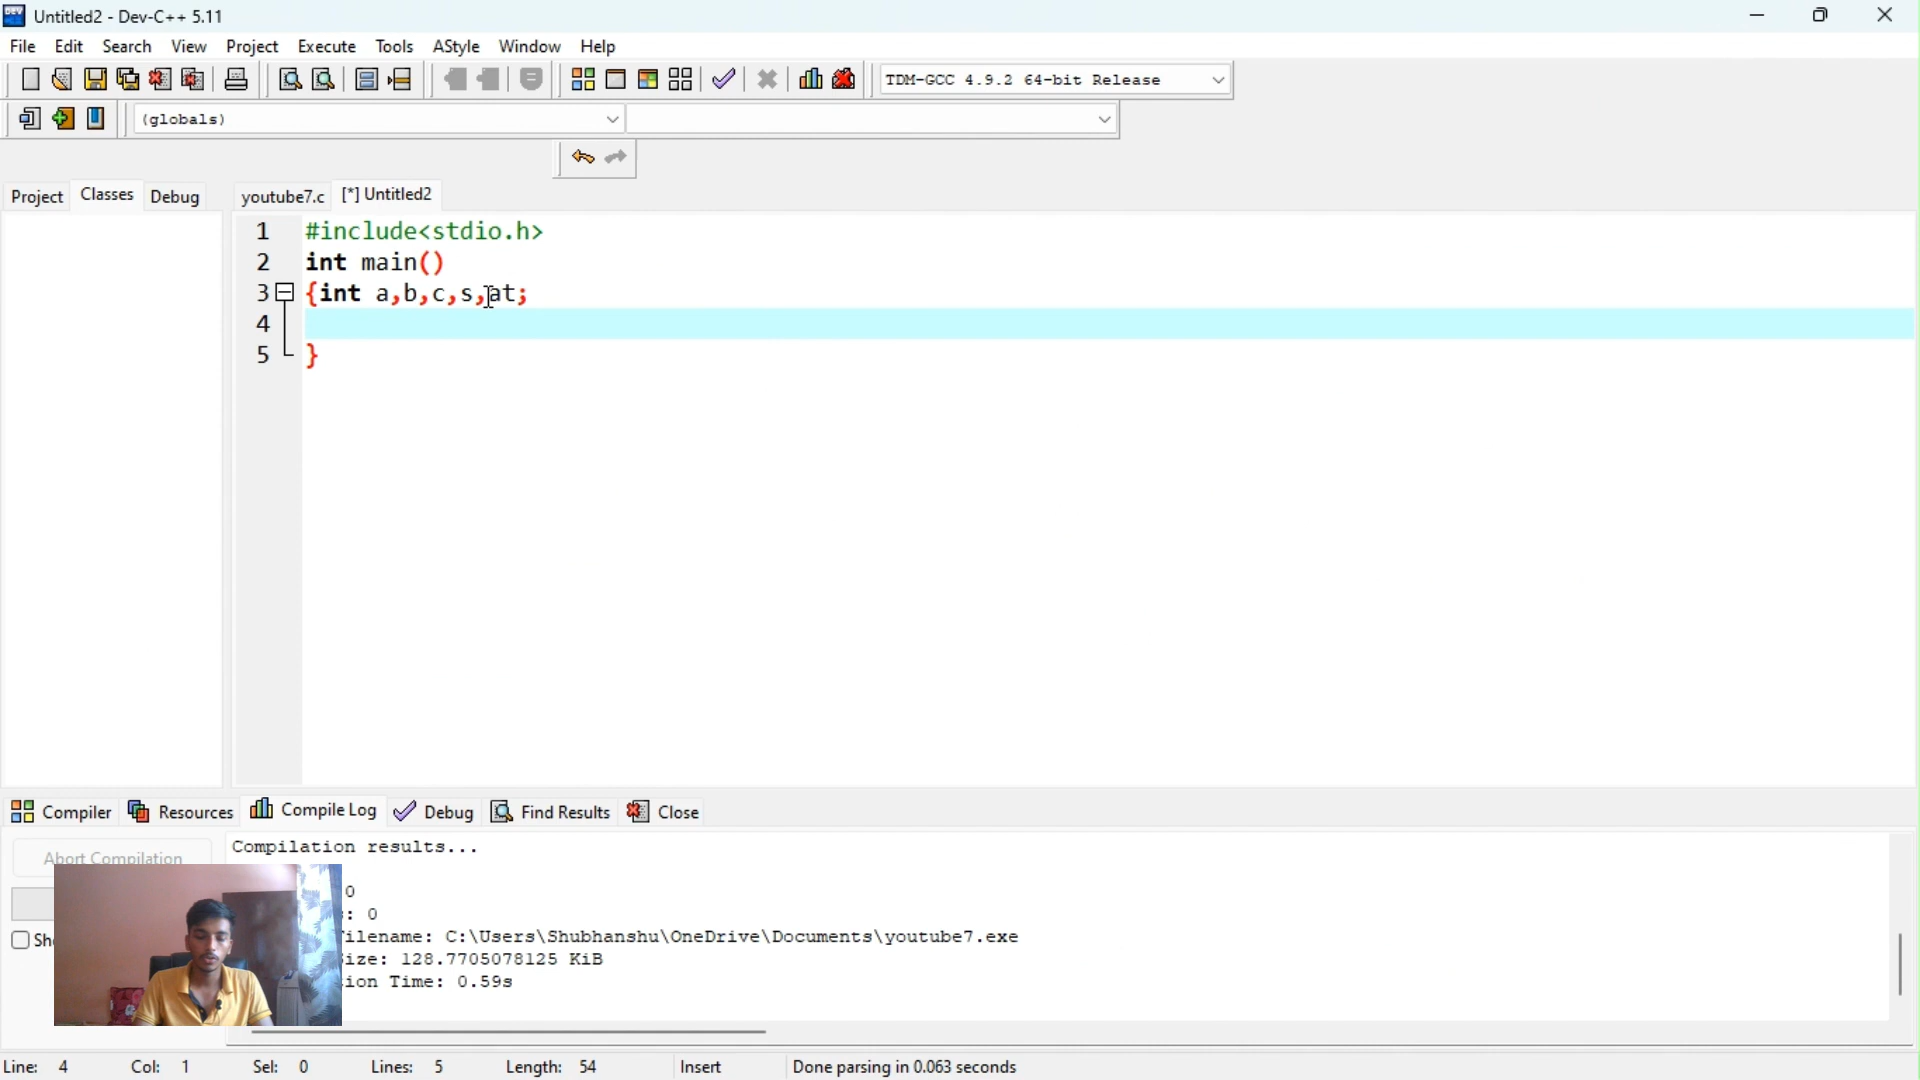 Untitled2 - Dev-C++ 5.11
File Edit Search View Project Execute Tools AStyle Window Help
TDM-GCC 4.9.2 64-bit Release
(globals)
Project Classes Debug youtube7.c [*] Untitled2
1 #include<stdio.h>
2 int main()
3 {int a,b,c,s,at;
4
5 }
Compiler Resources Compile Log Debug Find Results Close
Abort Compilation
Compilation results...
0
: 0
Filename: C:\Users\Shubhanshu\OneDrive\Documents\youtube7.exe
Sh
ize: 128.7705078125 KiB
ion Time: 0.59s
Line: 4 Col: 1 Sel: 0 Lines: 5 Length: 54 Insert Done parsing in 0.063 seconds